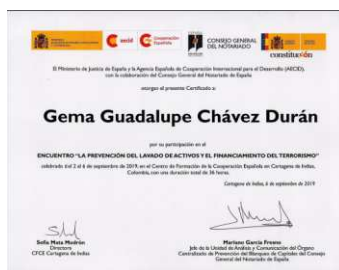 aecid
Cooperación
Española
CONSEJO GENERAL
DEL NOTARIADO
constitución
El Ministerio de Justicia de España y la Agencia Española de Cooperación Internacional para el Desarrollo (AECID),
con la colaboración del Consejo General del Notariado de España
otorgan el presente Certificado a:
Gema Guadalupe Chávez Durán
por su participación en el
ENCUENTRO "LA PREVENCIÓN DEL LAVADO DE ACTIVOS Y EL FINANCIAMIENTO DEL TERRORISMO"
celebrado del 2 al 6 de septiembre de 2019, en el Centro de Formación de la Cooperación Española en Cartagena de Indias,
Colombia, con una duración total de 36 horas.
Cartagena de Indias, 6 de septiembre de 2019
Sofía Mata Modrón
Directora
CFCE Cartagena de Indias
Mariano García Fresno
Jefe de la Unidad de Análisis y Comunicación del Órgano
Centralizado de Prevención del Blanqueo de Capitales del Consejo
General del Notariado de España